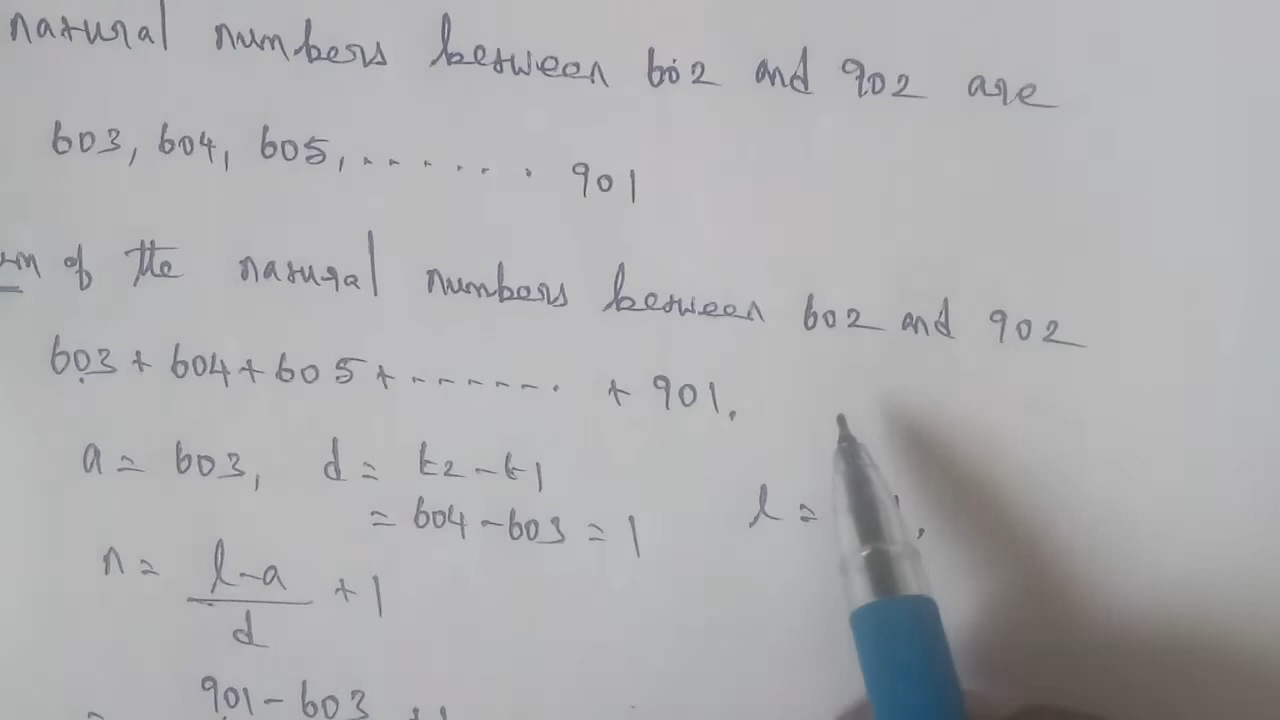 natural numbers between 602 and 902 are
603, 604, 605, ....... 901
of the natural numbers between 602 and 902
603 + 604 + 605 + ....... + 901.
a = 603, d = t2 - t1
= 604 - 603 = 1
l =
n = l-a / d + 1
901 - 603